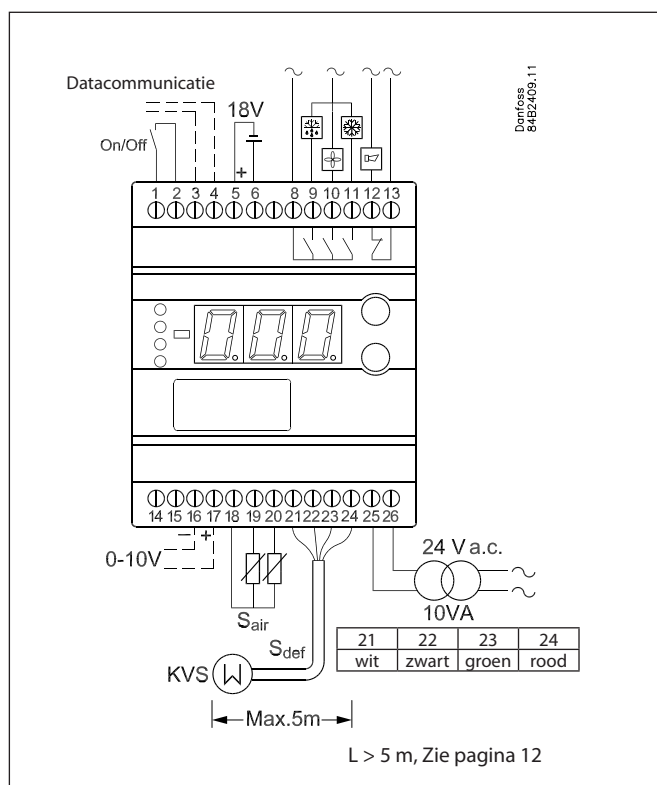 Datacommunicatie
18V
On/Off
+
Danfoss
84B2409.11
1 2 3 4 5 6 8 9 10 11 12 13
14 15 16 17 18 19 20 21 22 23 24 25 26
− +
0-10V
24 V a.c.
10VA
Sair
Sdef
21 22 23 24
wit zwart groen rood
KVS
Max.5m
L > 5 m, Zie pagina 12